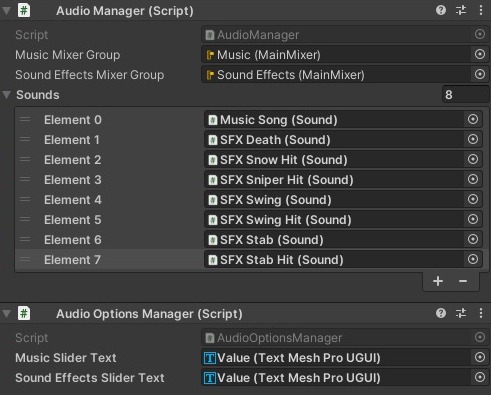 Audio Manager (Script)
Script AudioManager
Music Mixer Group Music (MainMixer)
Sound Effects Mixer Group Sound Effects (MainMixer)
Sounds 8
Element 0 Music Song (Sound)
Element 1 SFX Death (Sound)
Element 2 SFX Snow Hit (Sound)
Element 3 SFX Sniper Hit (Sound)
Element 4 SFX Swing (Sound)
Element 5 SFX Swing Hit (Sound)
Element 6 SFX Stab (Sound)
Element 7 SFX Stab Hit (Sound)
+ −
Audio Options Manager (Script)
Script AudioOptionsManager
Music Slider Text Value (Text Mesh Pro UGUI)
Sound Effects Slider Text Value (Text Mesh Pro UGUI)